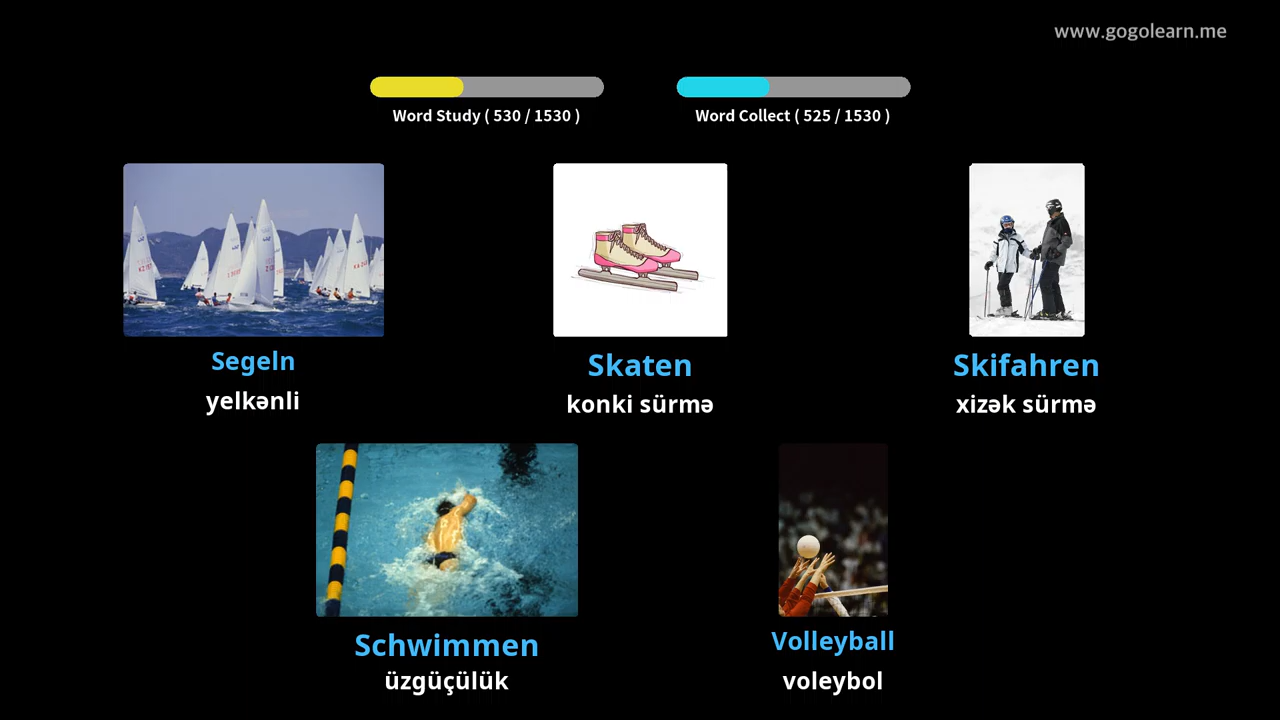 www.gogolearn.me
Word Study ( 530 / 1530 )
Word Collect ( 525 / 1530 )
Segeln
yelkənli
Skaten
konki sürmə
Skifahren
xizək sürmə
Schwimmen
üzgüçülük
Volleyball
voleybol